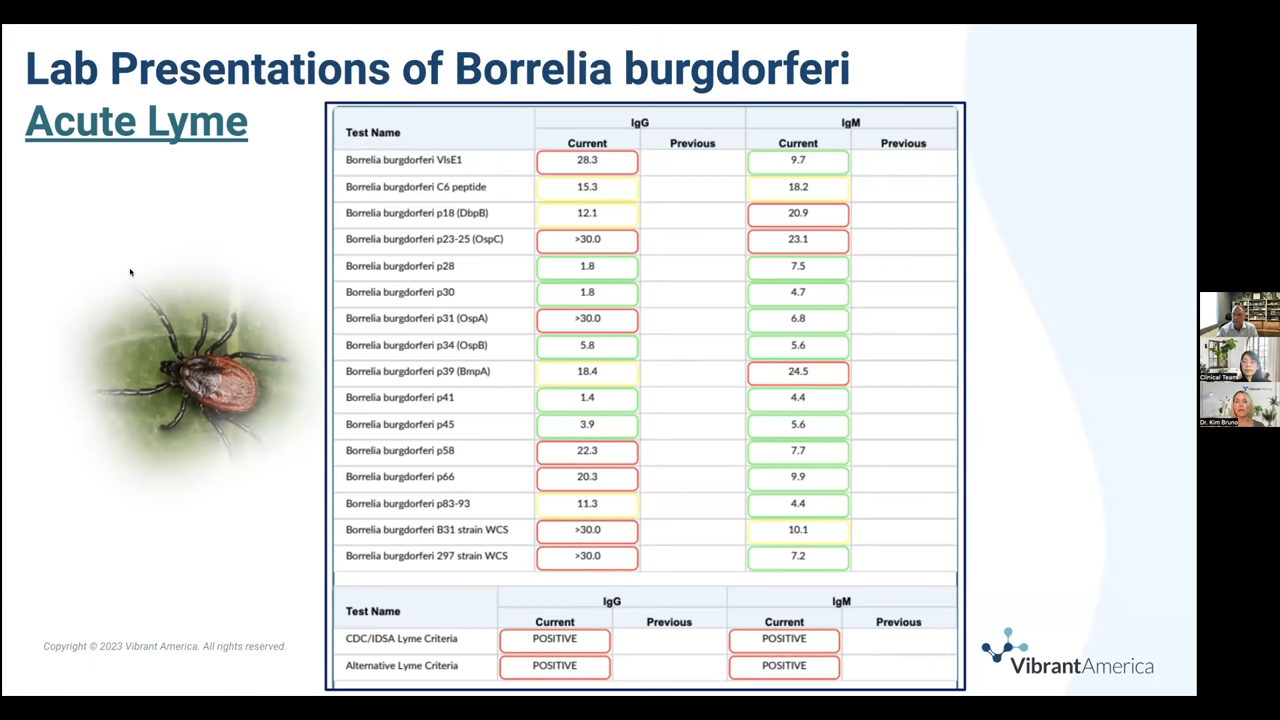 Lab Presentations of Borrelia burgdorferi
Acute Lyme
Test Name IgG IgM
Current Previous Current Previous
Borrelia burgdorferi VlsE1 28.3 9.7
Borrelia burgdorferi C6 peptide 15.3 18.2
Borrelia burgdorferi p18 (DbpB) 12.1 20.9
Borrelia burgdorferi p23-25 (OspC) >30.0 23.1
Borrelia burgdorferi p28 1.8 7.5
Borrelia burgdorferi p30 1.8 4.7
Borrelia burgdorferi p31 (OspA) >30.0 6.8
Borrelia burgdorferi p34 (OspB) 5.8 5.6
Borrelia burgdorferi p39 (BmpA) 18.4 24.5
Borrelia burgdorferi p41 1.4 4.4
Borrelia burgdorferi p45 3.9 5.6
Borrelia burgdorferi p58 22.3 7.7
Borrelia burgdorferi p66 20.3 9.9
Borrelia burgdorferi p83-93 11.3 4.4
Borrelia burgdorferi B31 strain WCS >30.0 10.1
Borrelia burgdorferi 297 strain WCS >30.0 7.2
Test Name IgG IgM
Current Previous Current Previous
CDC/IDSA Lyme Criteria POSITIVE POSITIVE
Alternative Lyme Criteria POSITIVE POSITIVE
Copyright © 2023 Vibrant America. All rights reserved.
VibrantAmerica
Clinical Team
Dr. Kim Bruno